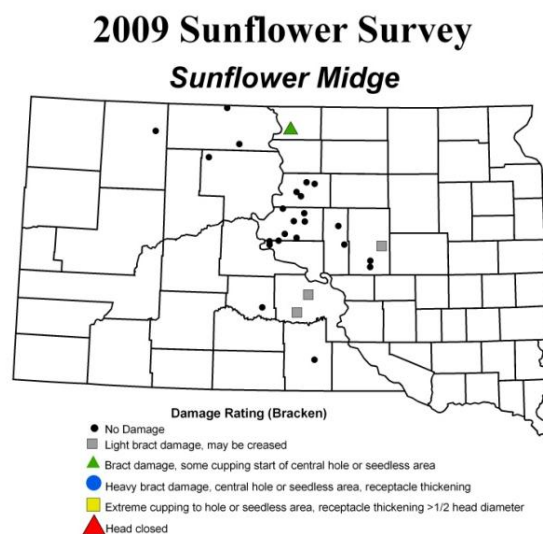 2009 Sunflower Survey
Sunflower Midge
Damage Rating (Bracken)
No Damage
Light bract damage, may be creased
Bract damage, some cupping start of central hole or seedless area
Heavy bract damage, central hole or seedless area, receptacle thickening
Extreme cupping to hole or seedless area, receptacle thickening >1/2 head diameter
Head closed